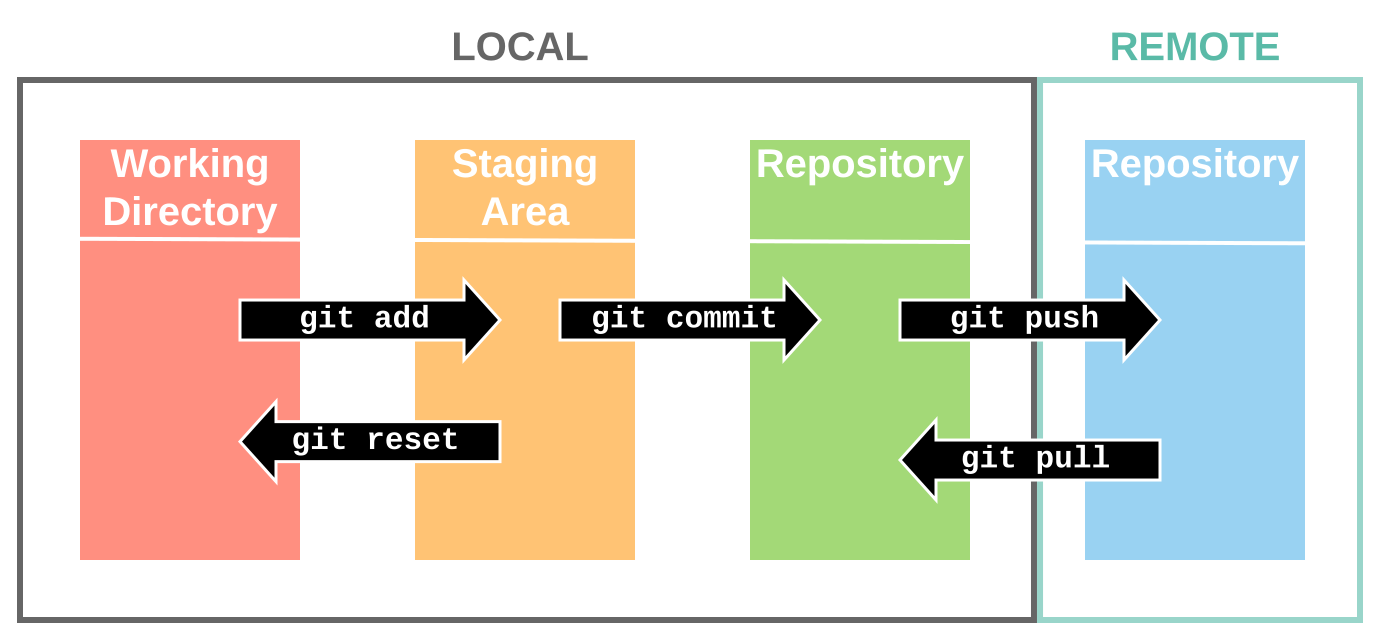 LOCAL
REMOTE
Working
Directory
Staging
Area
Repository
Repository
git add
git commit
git push
git reset
git pull